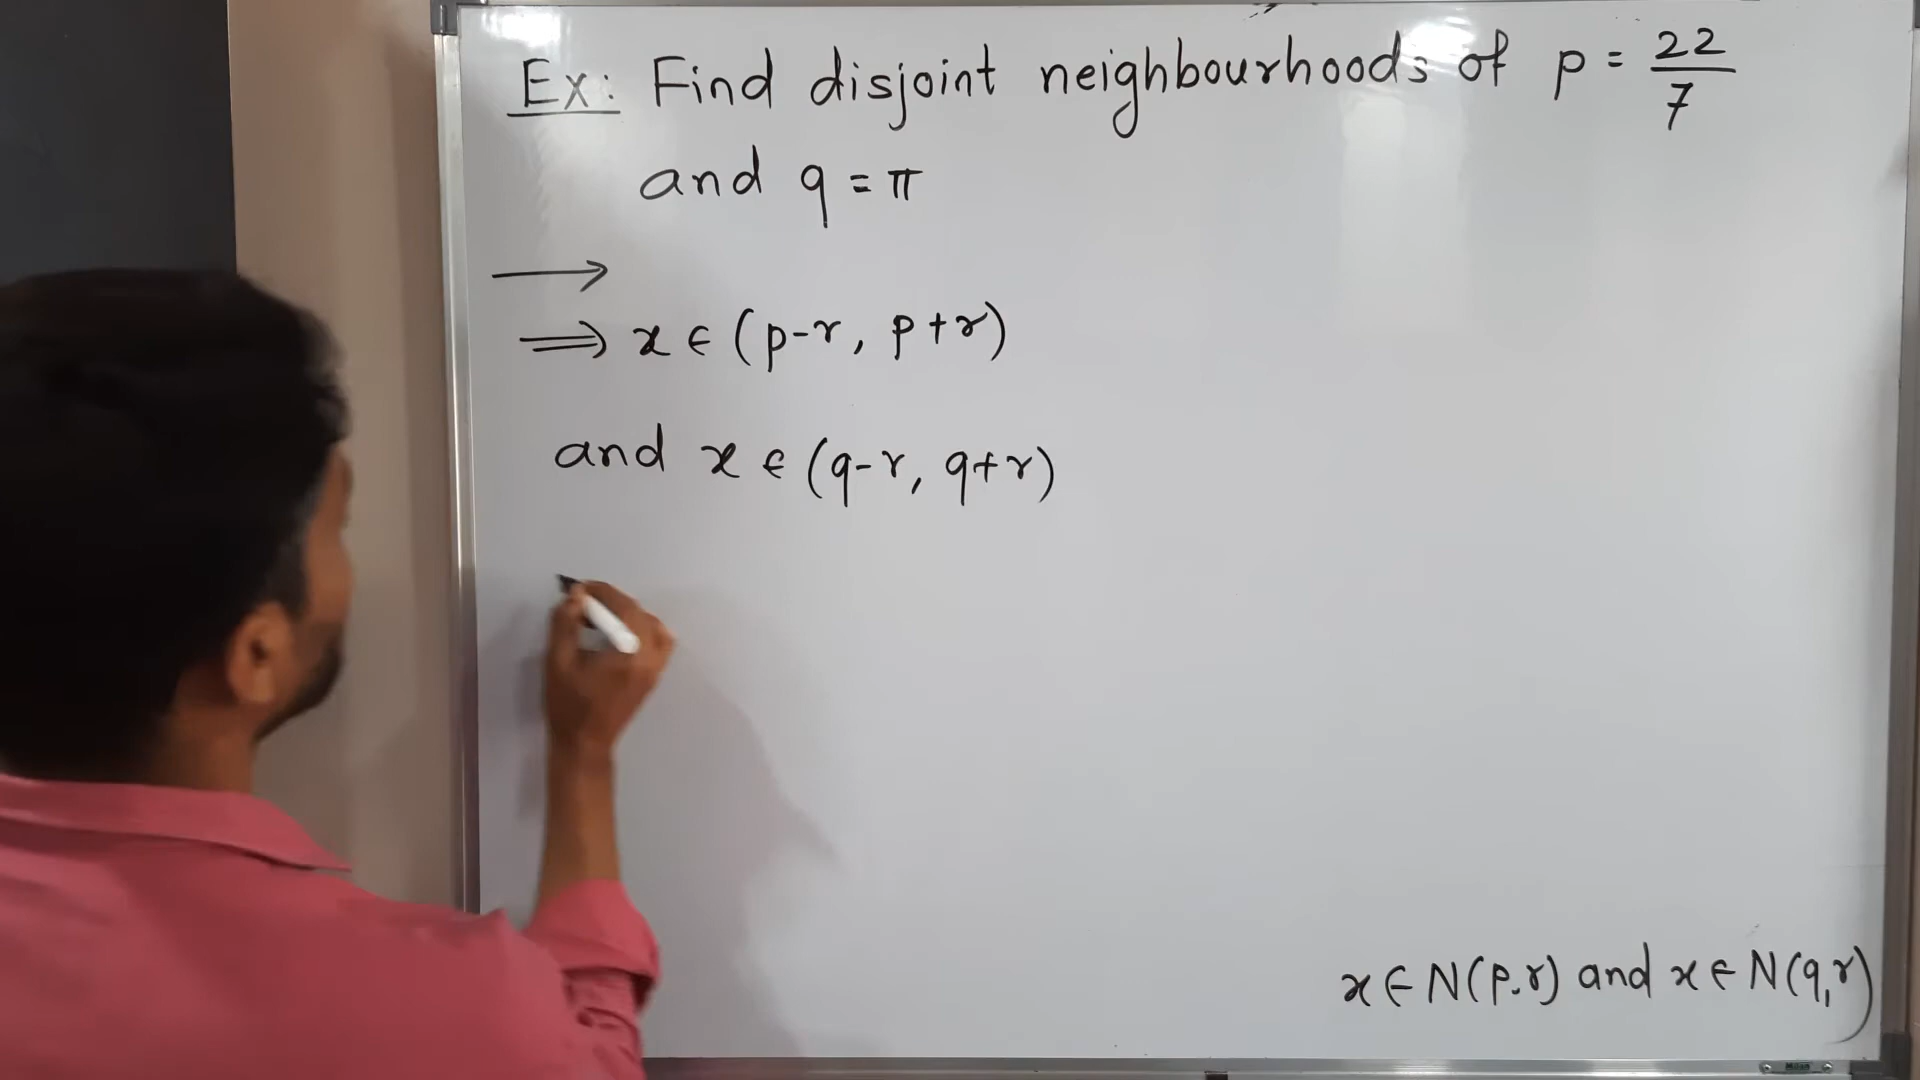 Ex: Find disjoint neighbourhoods of p = 22/7
and q = π
→
⇒ x ∈ (p-r, p+r)
and x ∈ (q-r, q+r)
x ∈ N(p,r) and x ∈ N(q,r)